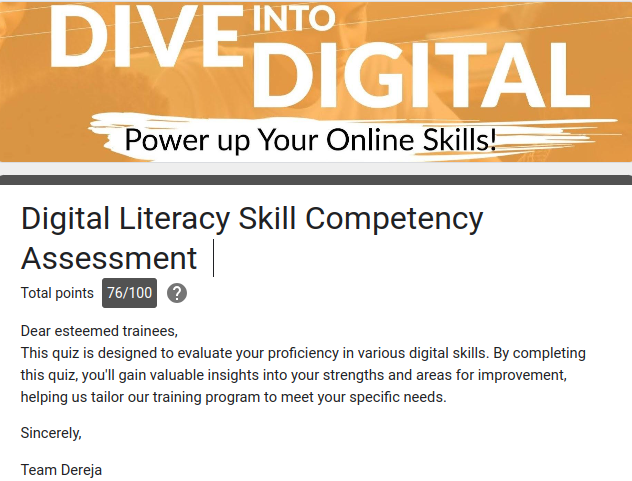 DIVE INTO
DIGITAL
Power up Your Online Skills!
Digital Literacy Skill Competency
Assessment
Total points 76/100 ?
Dear esteemed trainees,
This quiz is designed to evaluate your proficiency in various digital skills. By completing
this quiz, you'll gain valuable insights into your strengths and areas for improvement,
helping us tailor our training program to meet your specific needs.
Sincerely,
Team Dereja